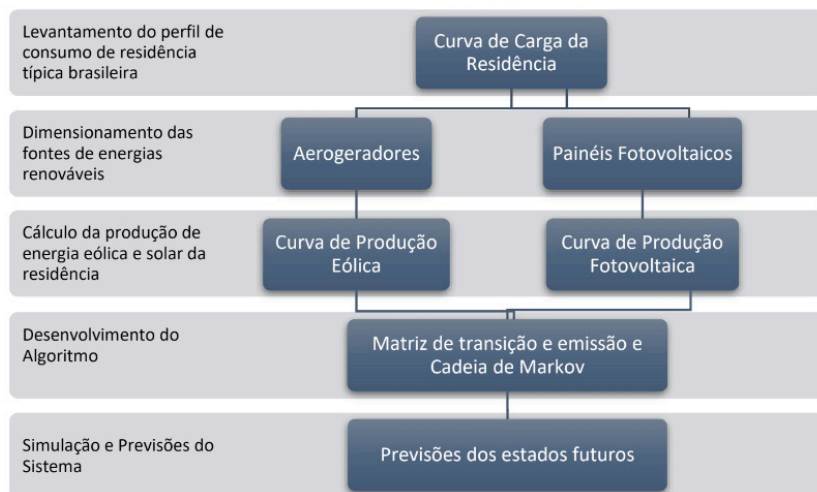 Levantamento do perfil de
consumo de residência
típica brasileira
Curva de Carga da
Residência
Dimensionamento das
fontes de energias
renováveis
Aerogeradores
Painéis Fotovoltaicos
Cálculo da produção de
energia eólica e solar da
residência
Curva de Produção
Eólica
Curva de Produção
Fotovoltaica
Desenvolvimento do
Algoritmo
Matriz de transição e emissão e
Cadeia de Markov
Simulação e Previsões do
Sistema
Previsões dos estados futuros